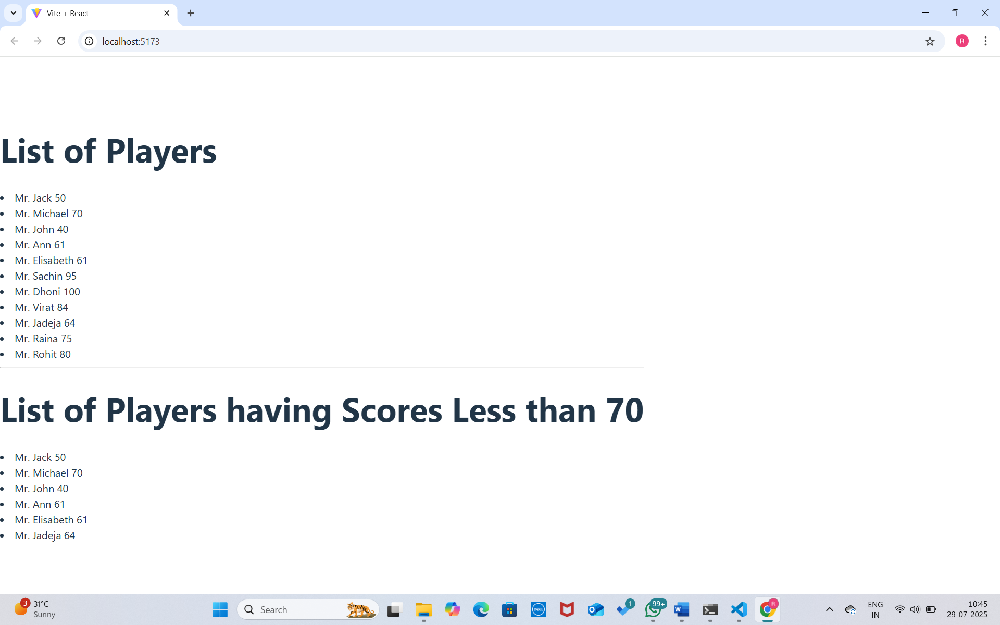 Vite + React
localhost:5173
R
List of Players
Mr. Jack 50
Mr. Michael 70
Mr. John 40
Mr. Ann 61
Mr. Elisabeth 61
Mr. Sachin 95
Mr. Dhoni 100
Mr. Virat 84
Mr. Jadeja 64
Mr. Raina 75
Mr. Rohit 80
List of Players having Scores Less than 70
Mr. Jack 50
Mr. Michael 70
Mr. John 40
Mr. Ann 61
Mr. Elisabeth 61
Mr. Jadeja 64
3
31°C
Sunny
Search
DELL
1
99+
W
R
ENG
IN
10:45
29-07-2025